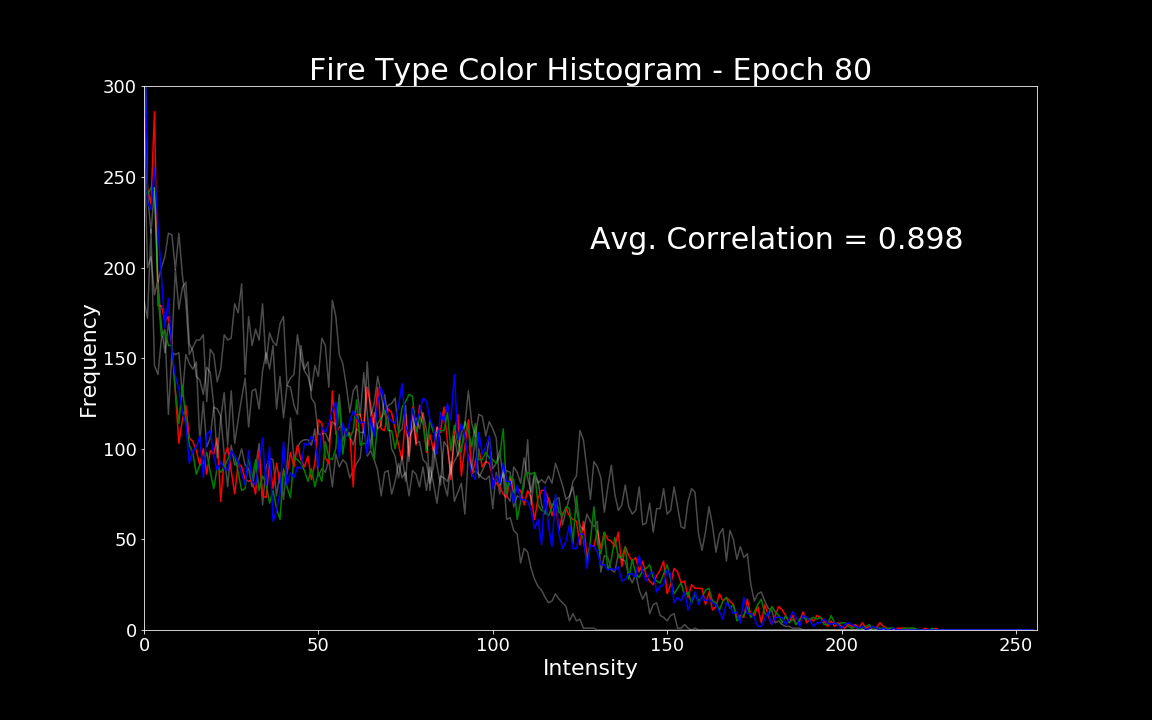 Fire Type Color Histogram - Epoch 80
300
250
200
150
100
50
0
Frequency
Avg. Correlation = 0.898
0 50 100 150 200 250
Intensity